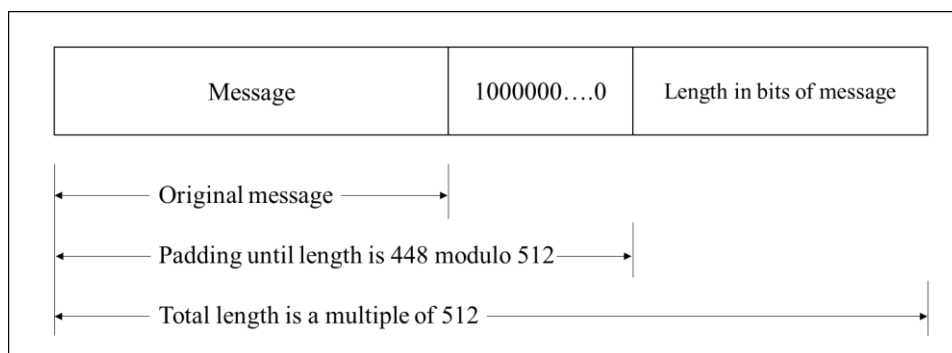 Message 1000000....0 Length in bits of message
Original message
Padding until length is 448 modulo 512
Total length is a multiple of 512